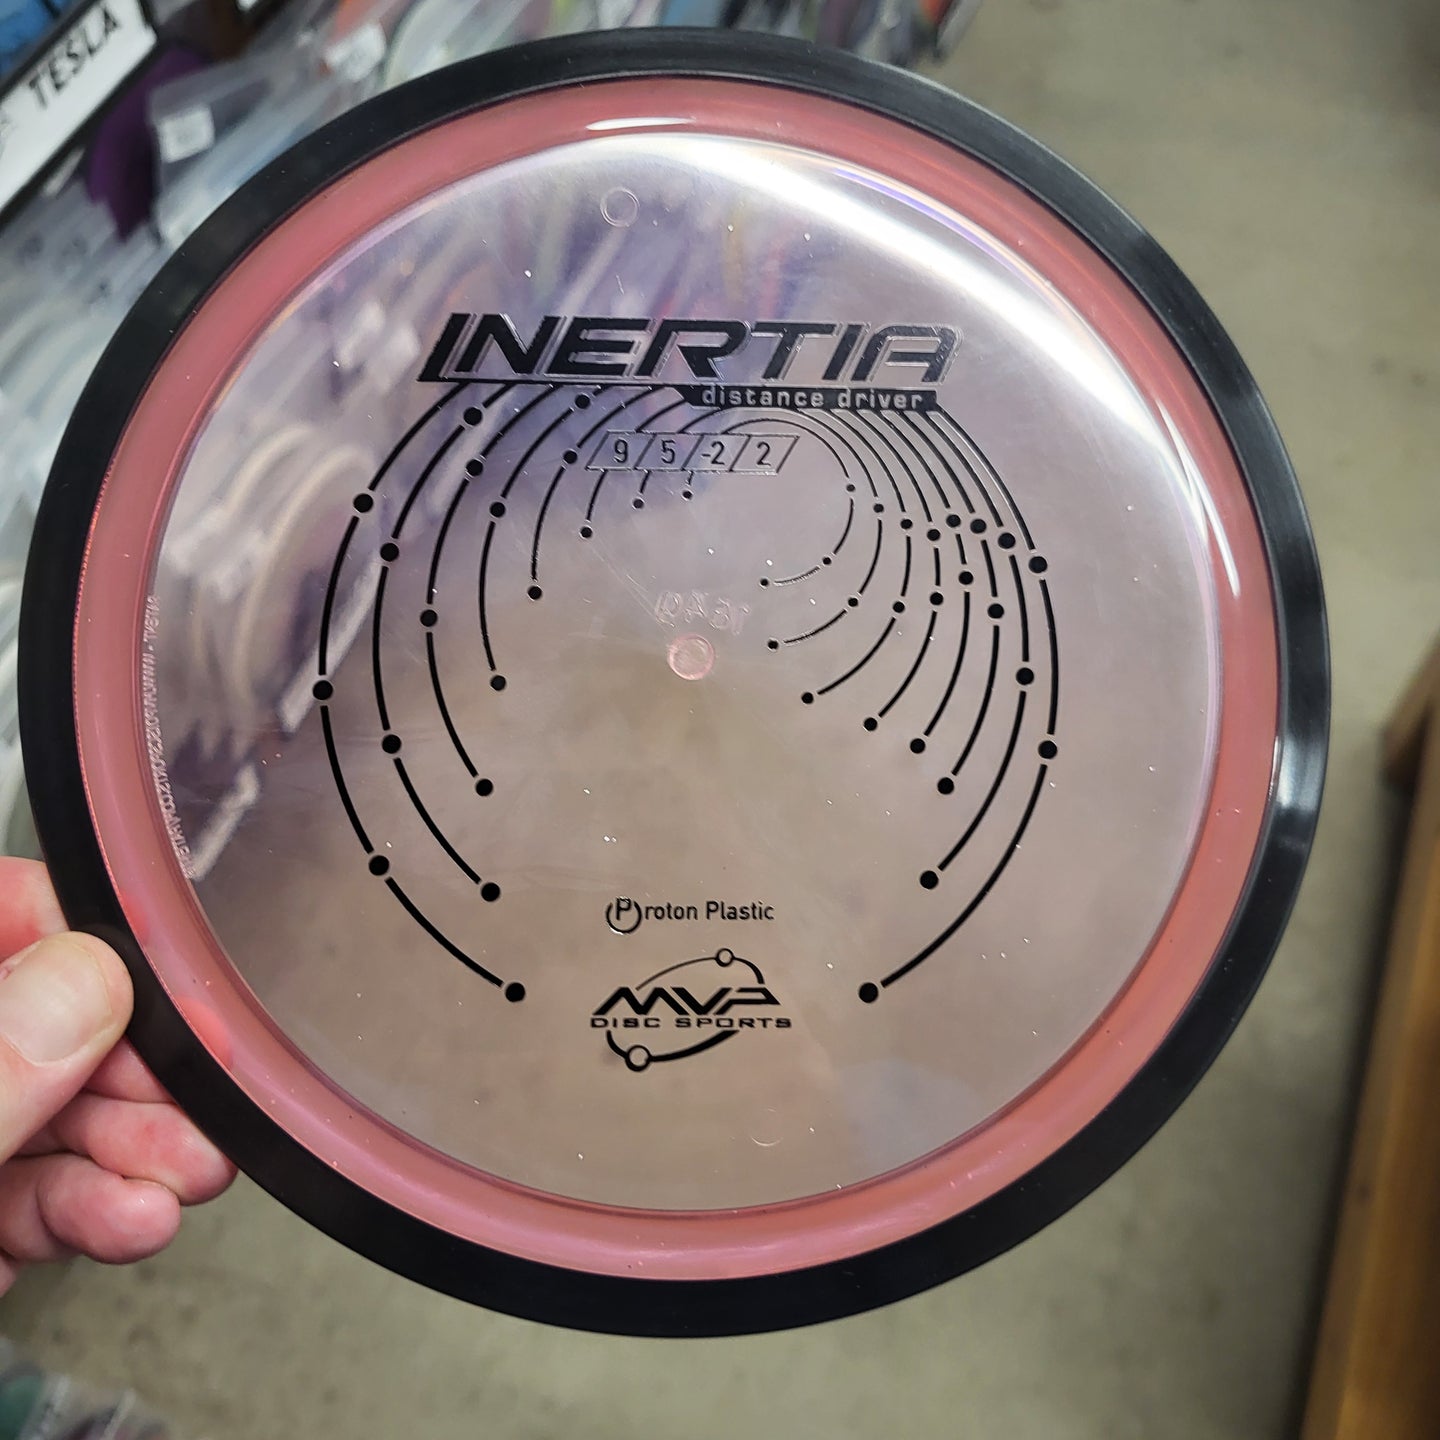 TESLA
INERTIA
distance driver
9 5 -2 2
Proton Plastic
MVP
DISC SPORTS